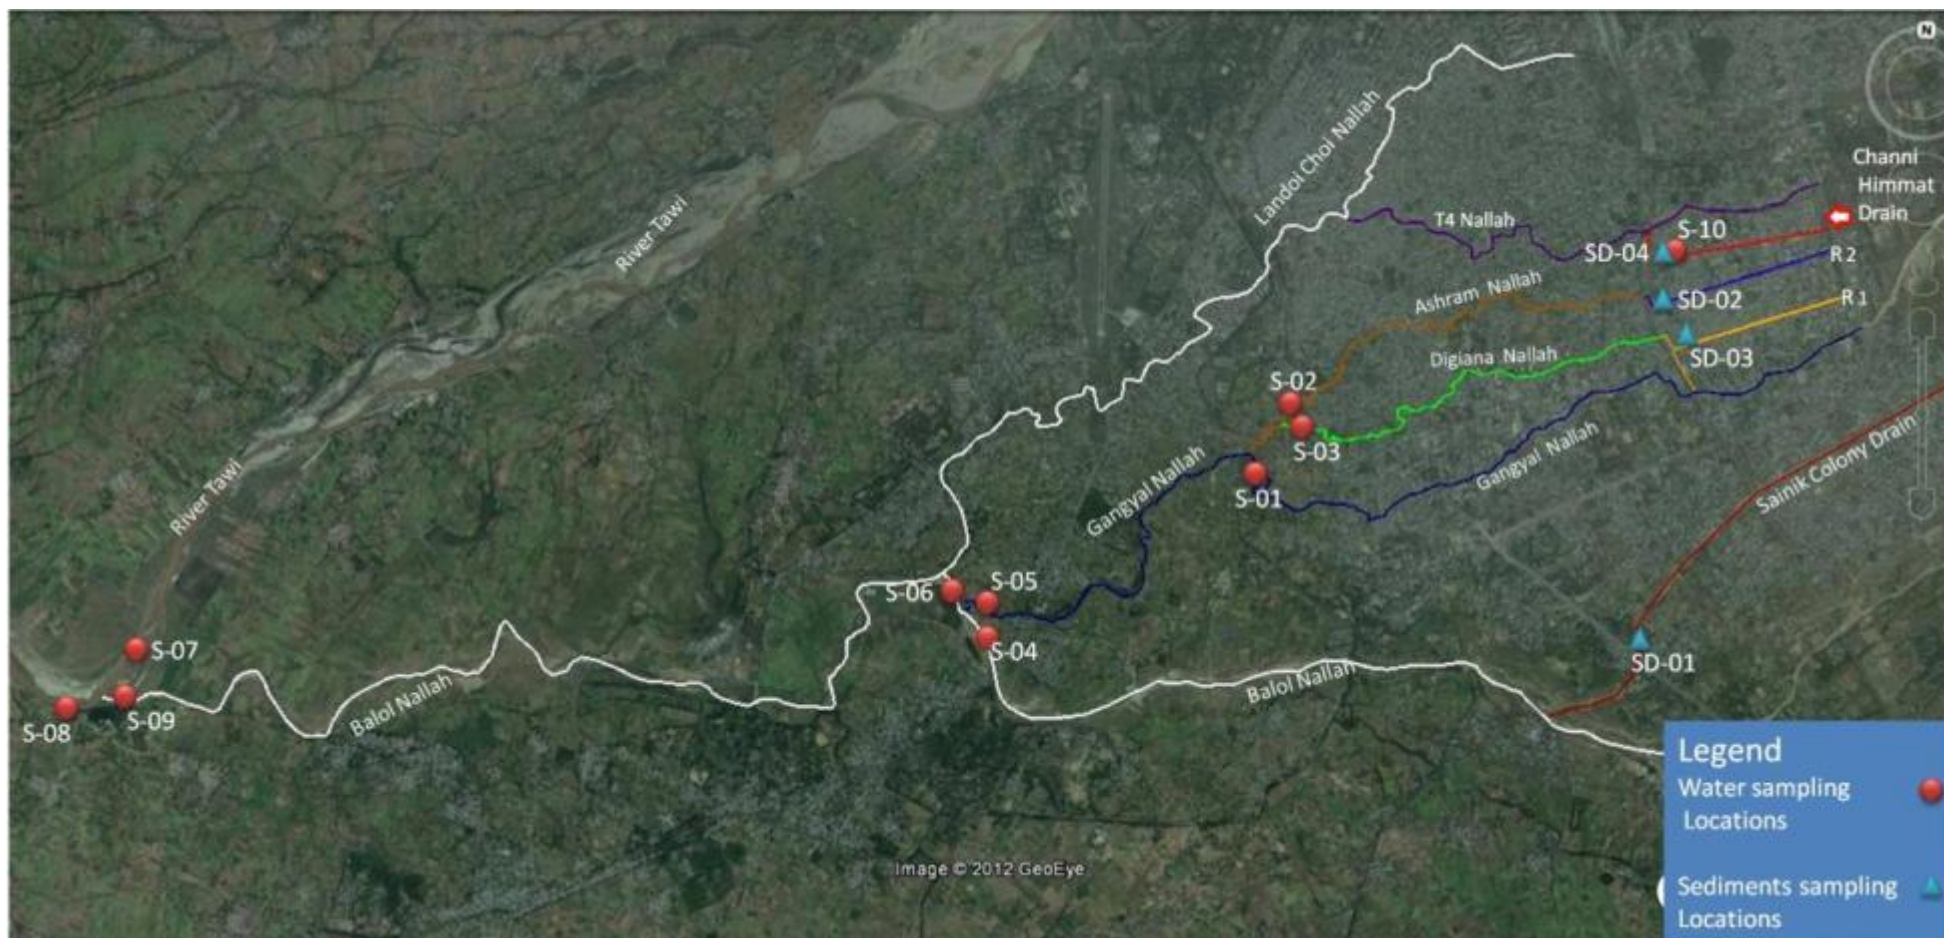 N
Landoi Choi Nallah
Channi
Himmat
Drain
River Tawi
T4 Nallah
S-10
SD-04
R 2
Ashram Nallah
SD-02
R 1
Digiana Nallah
SD-03
S-02
S-03
Sainik Colony Drain
River Tawi
Gangyal Nallah
Gangyal Nallah
S-01
S-05
S-06
S-04
S-07
SD-01
Balol Nallah
Balol Nallah
S-09
S-08
Legend
Water sampling
Locations
Image © 2012 GeoEye
Sediments sampling
Locations